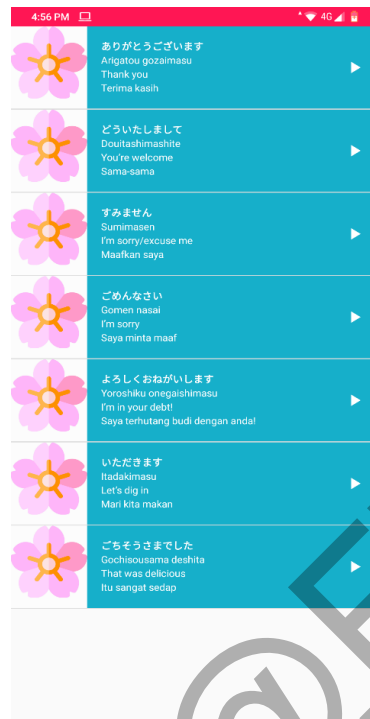 4:56 PM
4G
ありがとうございます
Arigatou gozaimasu
Thank you
Terima kasih
どういたしまして
Douitashimashite
You're welcome
Sama-sama
すみません
Sumimasen
I'm sorry/excuse me
Maafkan saya
ごめんなさい
Gomen nasai
I'm sorry
Saya minta maaf
よろしくおねがいします
Yoroshiku onegaishimasu
I'm in your debt!
Saya terhutang budi dengan anda!
いただきます
Itadakimasu
Let's dig in
Mari kita makan
ごちそうさまでした
Gochisousama deshita
That was delicious
Itu sangat sedap